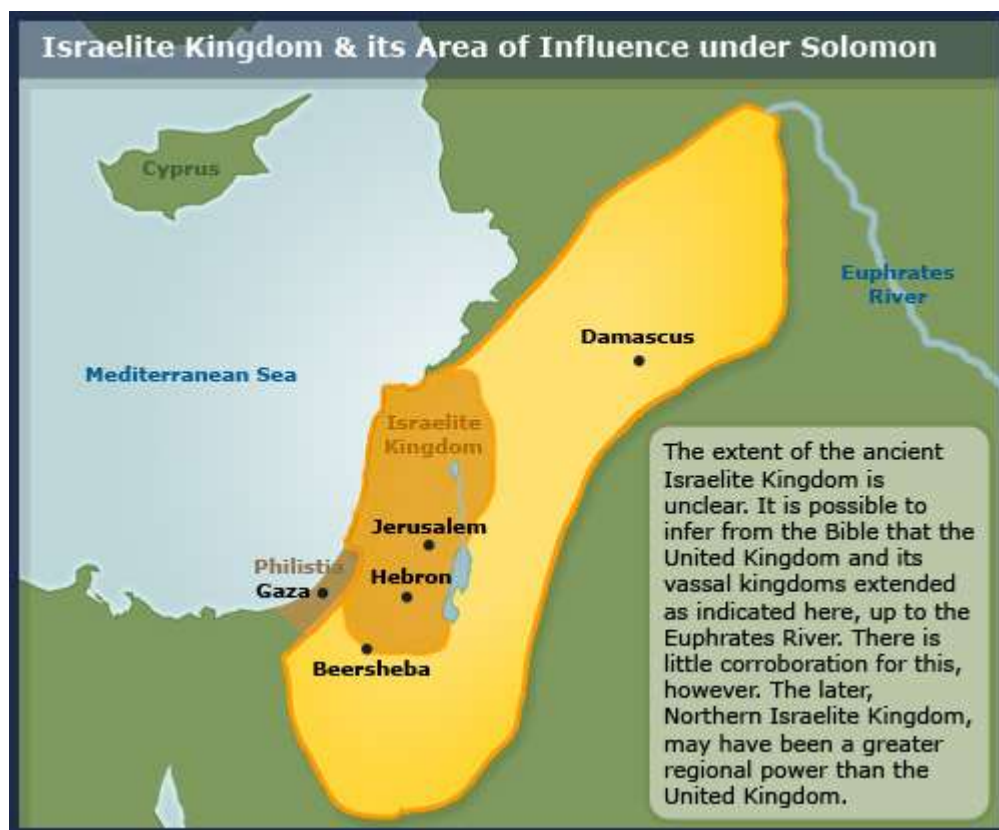 Israelite Kingdom & its Area of Influence under Solomon
Cyprus
Euphrates
River
Damascus
Mediterranean Sea
Israelite
Kingdom
Jerusalem
Philistia
Gaza
Hebron
Beersheba
The extent of the ancient
Israelite Kingdom is
unclear. It is possible to
infer from the Bible that the
United Kingdom and its
vassal kingdoms extended
as indicated here, up to the
Euphrates River. There is
little corroboration for this,
however. The later,
Northern Israelite Kingdom,
may have been a greater
regional power than the
United Kingdom.